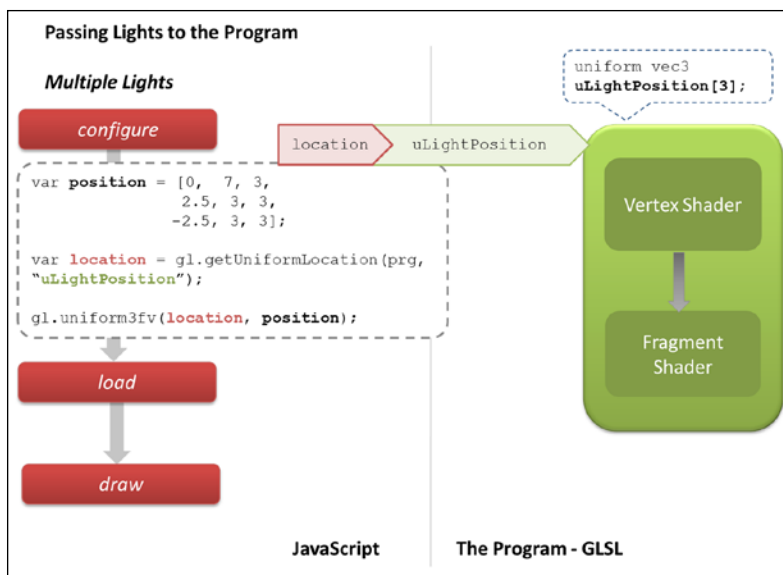 Passing Lights to the Program
Multiple Lights
configure
var position = [0, 7, 3,
2.5, 3, 3,
-2.5, 3, 3];
var location = gl.getUniformLocation(prg,
“uLightPosition”);
gl.uniform3fv(location, position);
load
draw
JavaScript
location
uLightPosition
uniform vec3
uLightPosition[3];
Vertex Shader
Fragment
Shader
The Program - GLSL